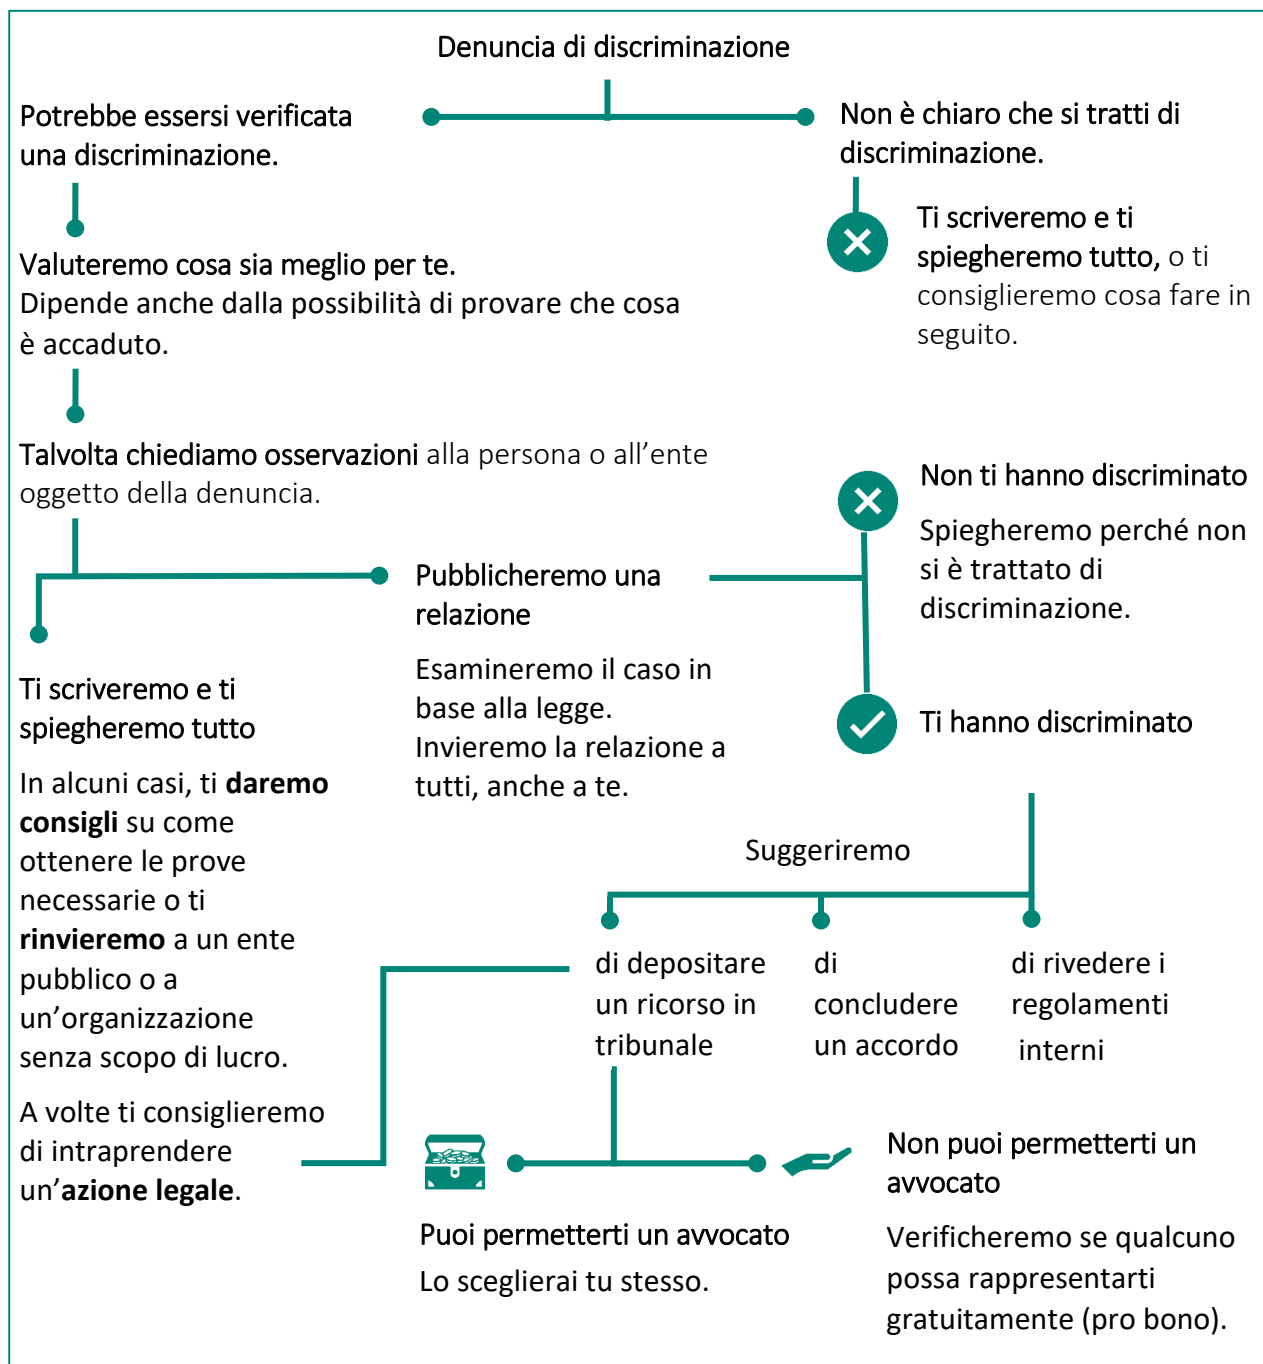 Denuncia di discriminazione
Potrebbe essersi verificata
una discriminazione.
Non è chiaro che si tratti di
discriminazione.
Ti scriveremo e ti
spiegheremo tutto, o ti
consiglieremo cosa fare in
seguito.
Valuteremo cosa sia meglio per te.
Dipende anche dalla possibilità di provare che cosa
è accaduto.
Talvolta chiediamo osservazioni alla persona o all’ente
oggetto della denuncia.
Non ti hanno discriminato
Spiegheremo perché non
si è trattato di
discriminazione.
Pubblicheremo una
relazione
Esamineremo il caso in
base alla legge.
Invieremo la relazione a
tutti, anche a te.
Ti hanno discriminato
Ti scriveremo e ti
spiegheremo tutto
In alcuni casi, ti daremo
consigli su come
ottenere le prove
necessarie o ti
rinvieremo a un ente
pubblico o a
un’organizzazione
senza scopo di lucro.
A volte ti consiglieremo
di intraprendere
un’azione legale.
Suggeriremo
di depositare
un ricorso in
tribunale
di
concludere
un accordo
di rivedere i
regolamenti
interni
Puoi permetterti un avvocato
Lo sceglierai tu stesso.
Non puoi permetterti un
avvocato
Verificheremo se qualcuno
possa rappresentarti
gratuitamente (pro bono).